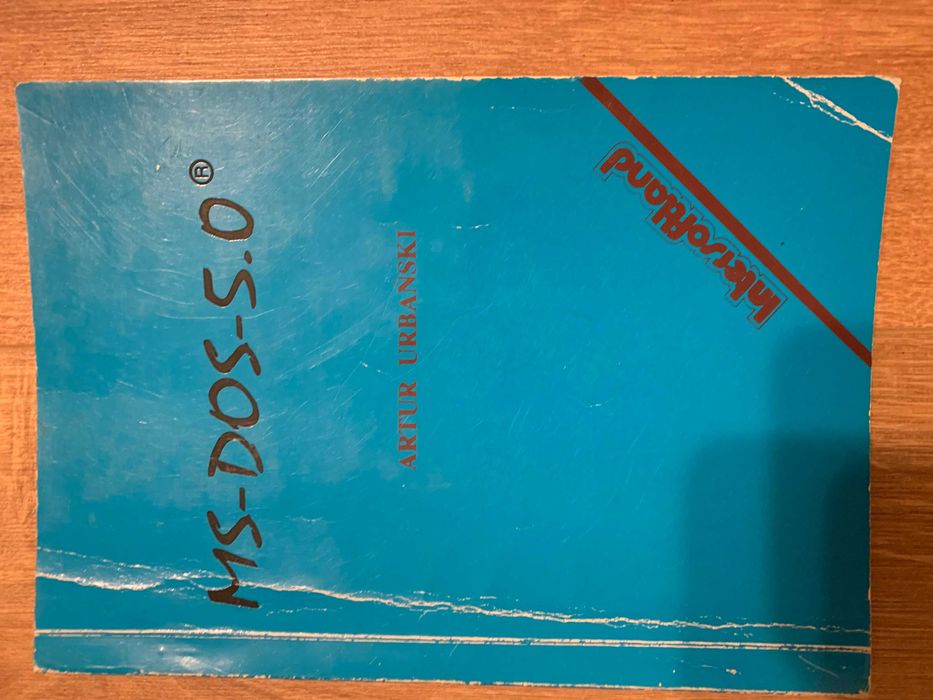 MS-DOS-5.0®
ARTUR URBANSKI
Intersoftland